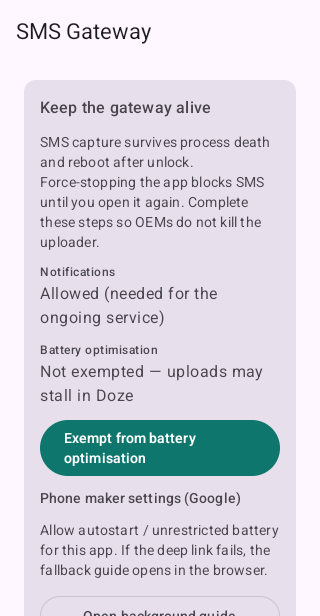 SMS Gateway
Keep the gateway alive
SMS capture survives process death
and reboot after unlock.
Force-stopping the app blocks SMS
until you open it again. Complete
these steps so OEMs do not kill the
uploader.
Notifications
Allowed (needed for the
ongoing service)
Battery optimisation
Not exempted — uploads may
stall in Doze
Exempt from battery
optimisation
Phone maker settings (Google)
Allow autostart / unrestricted battery
for this app. If the deep link fails, the
fallback guide opens in the browser.
Open background guide